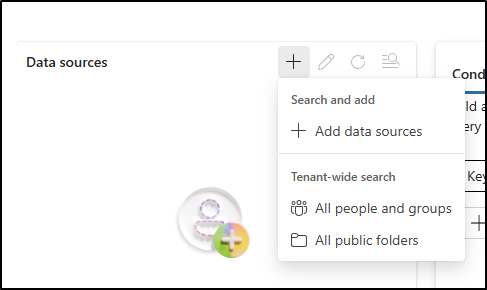 Data sources
Search and add
Add data sources
Tenant-wide search
All people and groups
All public folders
Cond
ld a
ery
Key